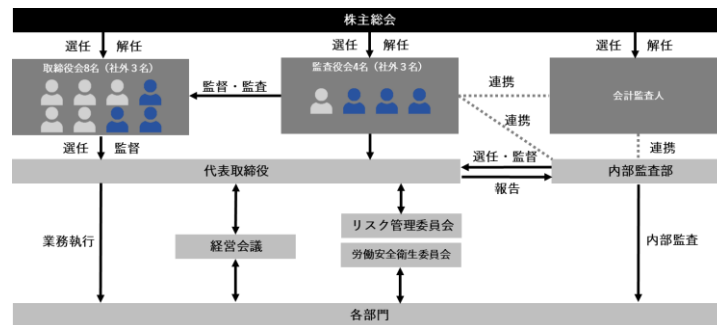 株主総会
選任 解任
選任 解任
選任 解任
取締役会8名（社外３名）
監査役会4名（社外３名）
会計監査人
監督・監査
連携
連携
連携
選任 監督
代表取締役
選任・監督
報告
内部監査部
業務執行
経営会議
リスク管理委員会
労働安全衛生委員会
内部監査
各部門